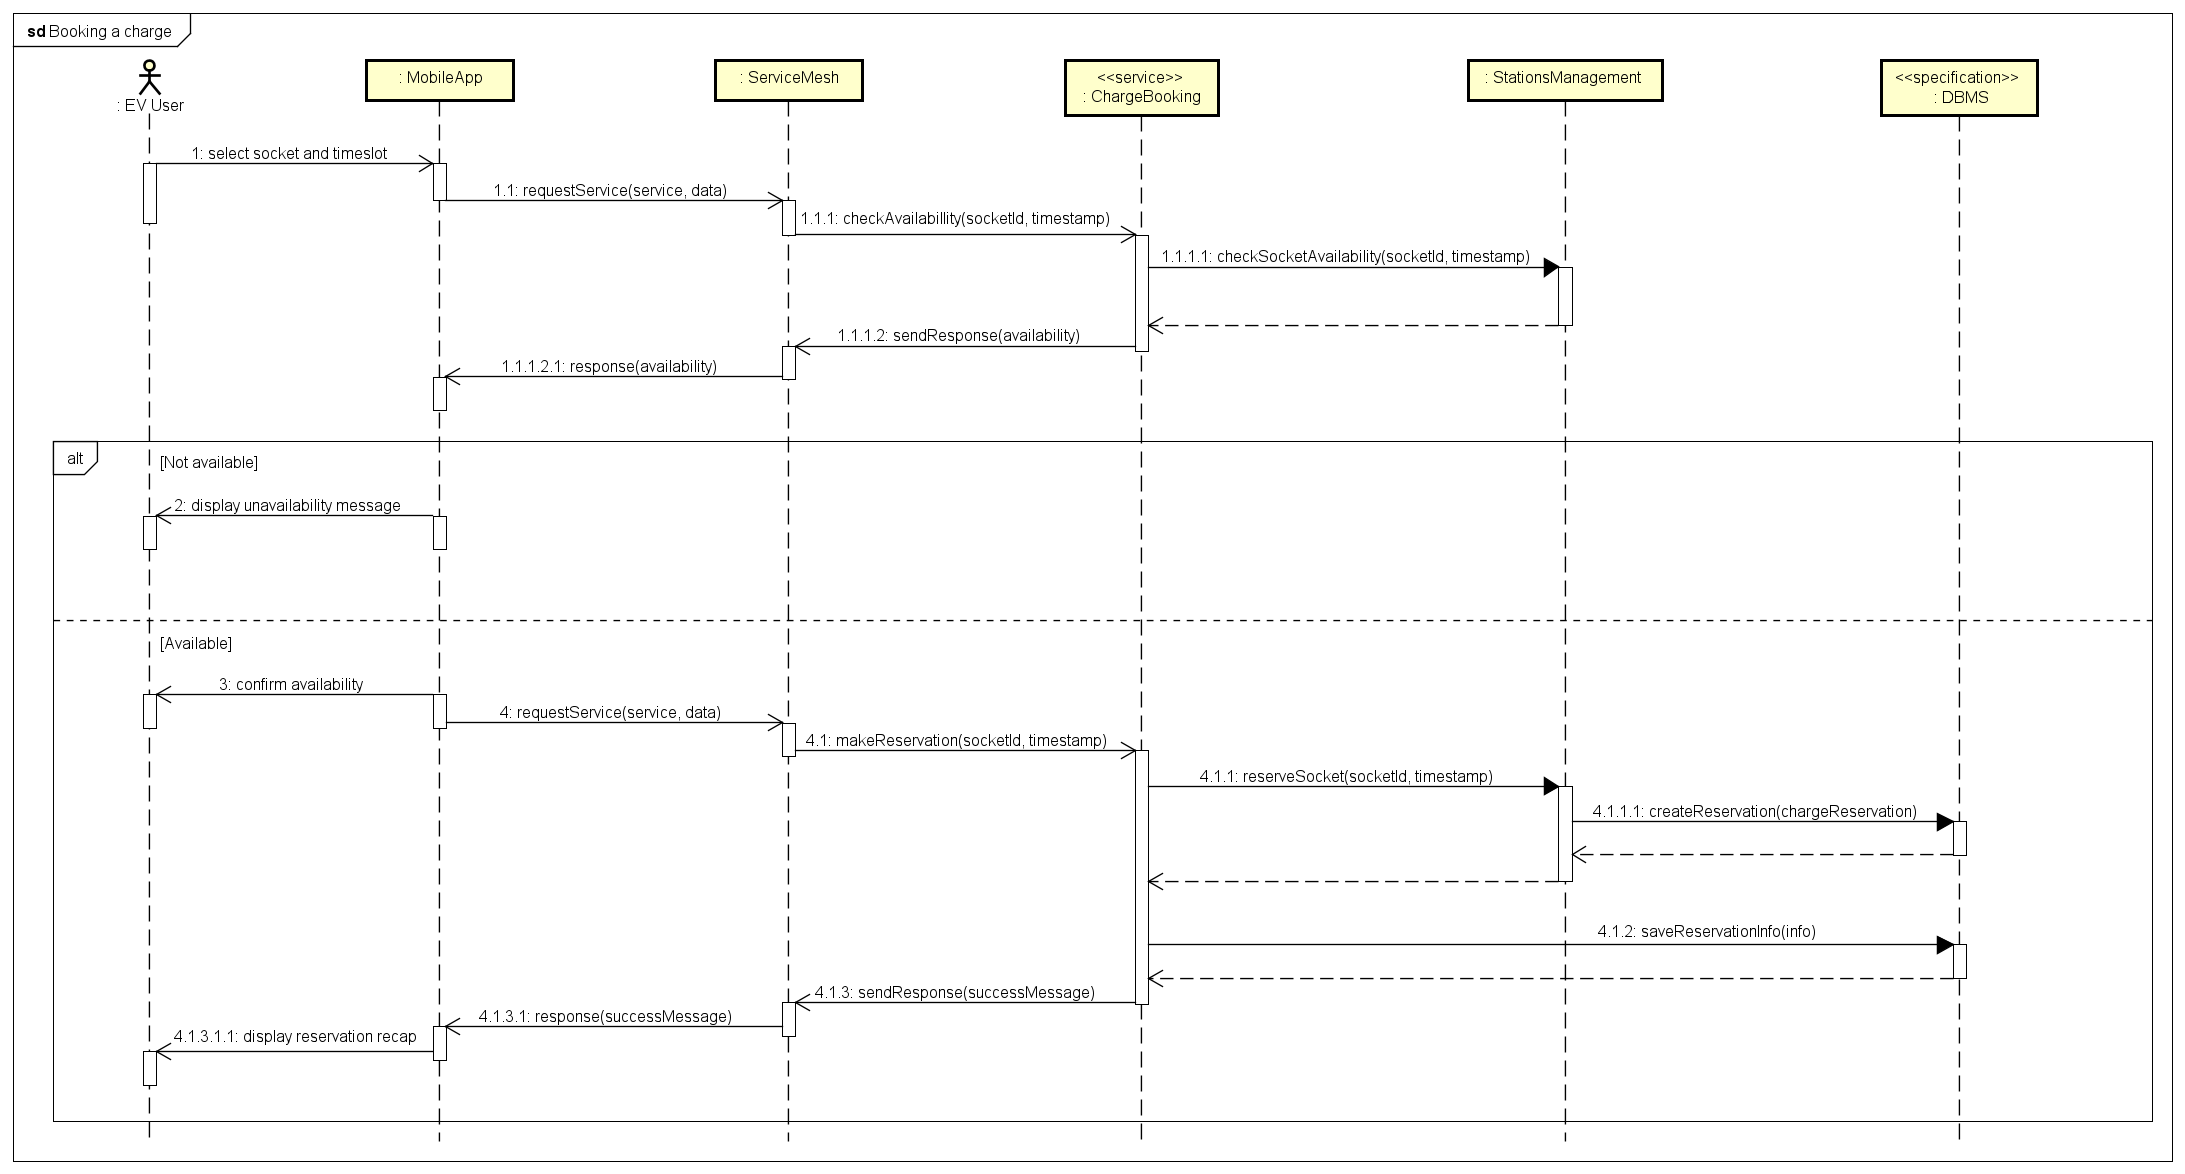 sd Booking a charge
: EV User
: MobileApp
: ServiceMesh
<<service>>
: ChargeBooking
: StationsManagement
<<specification>>
: DBMS
1: select socket and timeslot
1.1: requestService(service, data)
1.1.1: checkAvailabillity(socketId, timestamp)
1.1.1.1: checkSocketAvailability(socketId, timestamp)
1.1.1.2: sendResponse(availability)
1.1.1.2.1: response(availability)
alt
[Not available]
2: display unavailability message
[Available]
3: confirm availability
4: requestService(service, data)
4.1: makeReservation(socketId, timestamp)
4.1.1: reserveSocket(socketId, timestamp)
4.1.1.1: createReservation(chargeReservation)
4.1.2: saveReservationInfo(info)
4.1.3: sendResponse(successMessage)
4.1.3.1: response(successMessage)
4.1.3.1.1: display reservation recap